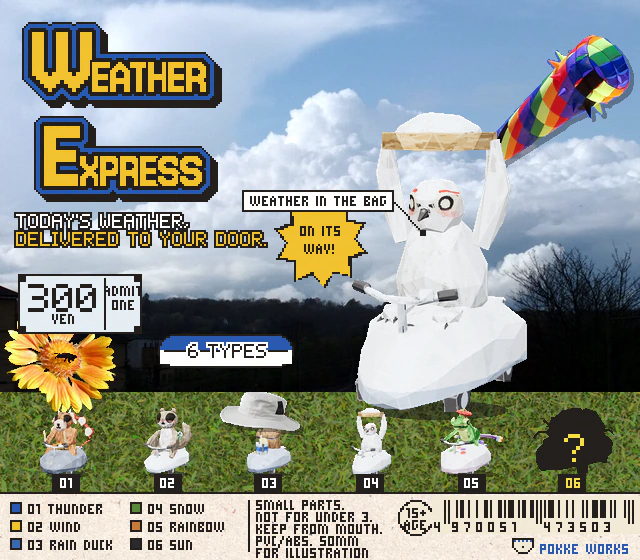 WEATHER
EXPRESS
TODAY'S WEATHER,
DELIVERED TO YOUR DOOR.
WEATHER IN THE BAG
ON ITS
WAY!
300
YEN
ADMIT
ONE
6 TYPES
?
01
02
03
04
05
06
01 THUNDER
02 WIND
03 RAIN DUCK
04 SNOW
05 RAINBOW
06 SUN
SMALL PARTS.
NOT FOR UNDER 3.
KEEP FROM MOUTH.
PVC/ABS. 50MM
FOR ILLUSTRATION
15+
AGE
4 970051 473503
POKKE WORKS